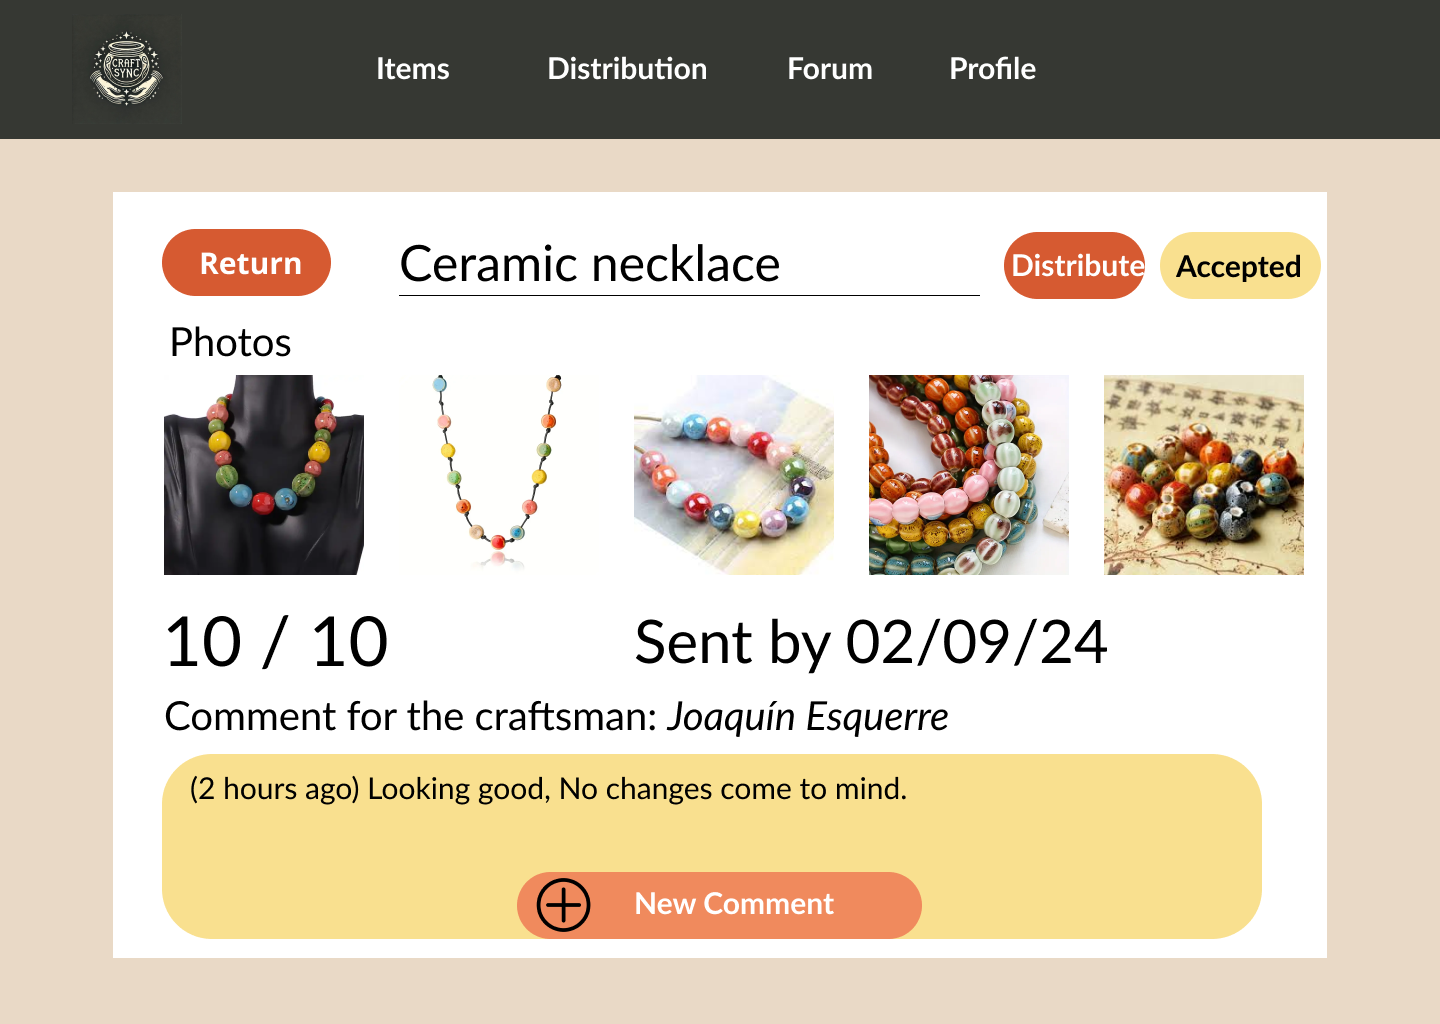 CRAFT
SYNC
Items Distribution Forum Profile
Return Ceramic necklace Distribute Accepted
Photos
10 / 10 Sent by 02/09/24
Comment for the craftsman: Joaquín Esquerre
(2 hours ago) Looking good, No changes come to mind.
New Comment